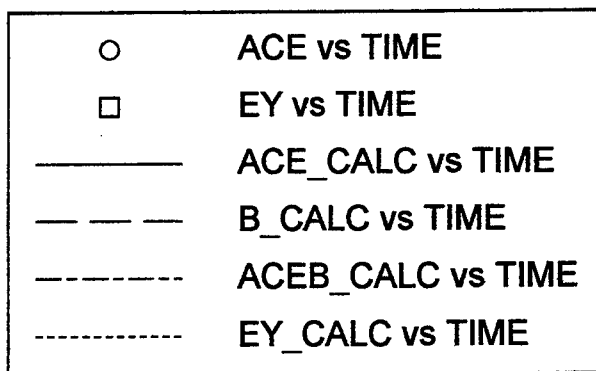 ACE vs TIME
EY vs TIME
ACE_CALC vs TIME
B_CALC vs TIME
ACEB_CALC vs TIME
EY_CALC vs TIME